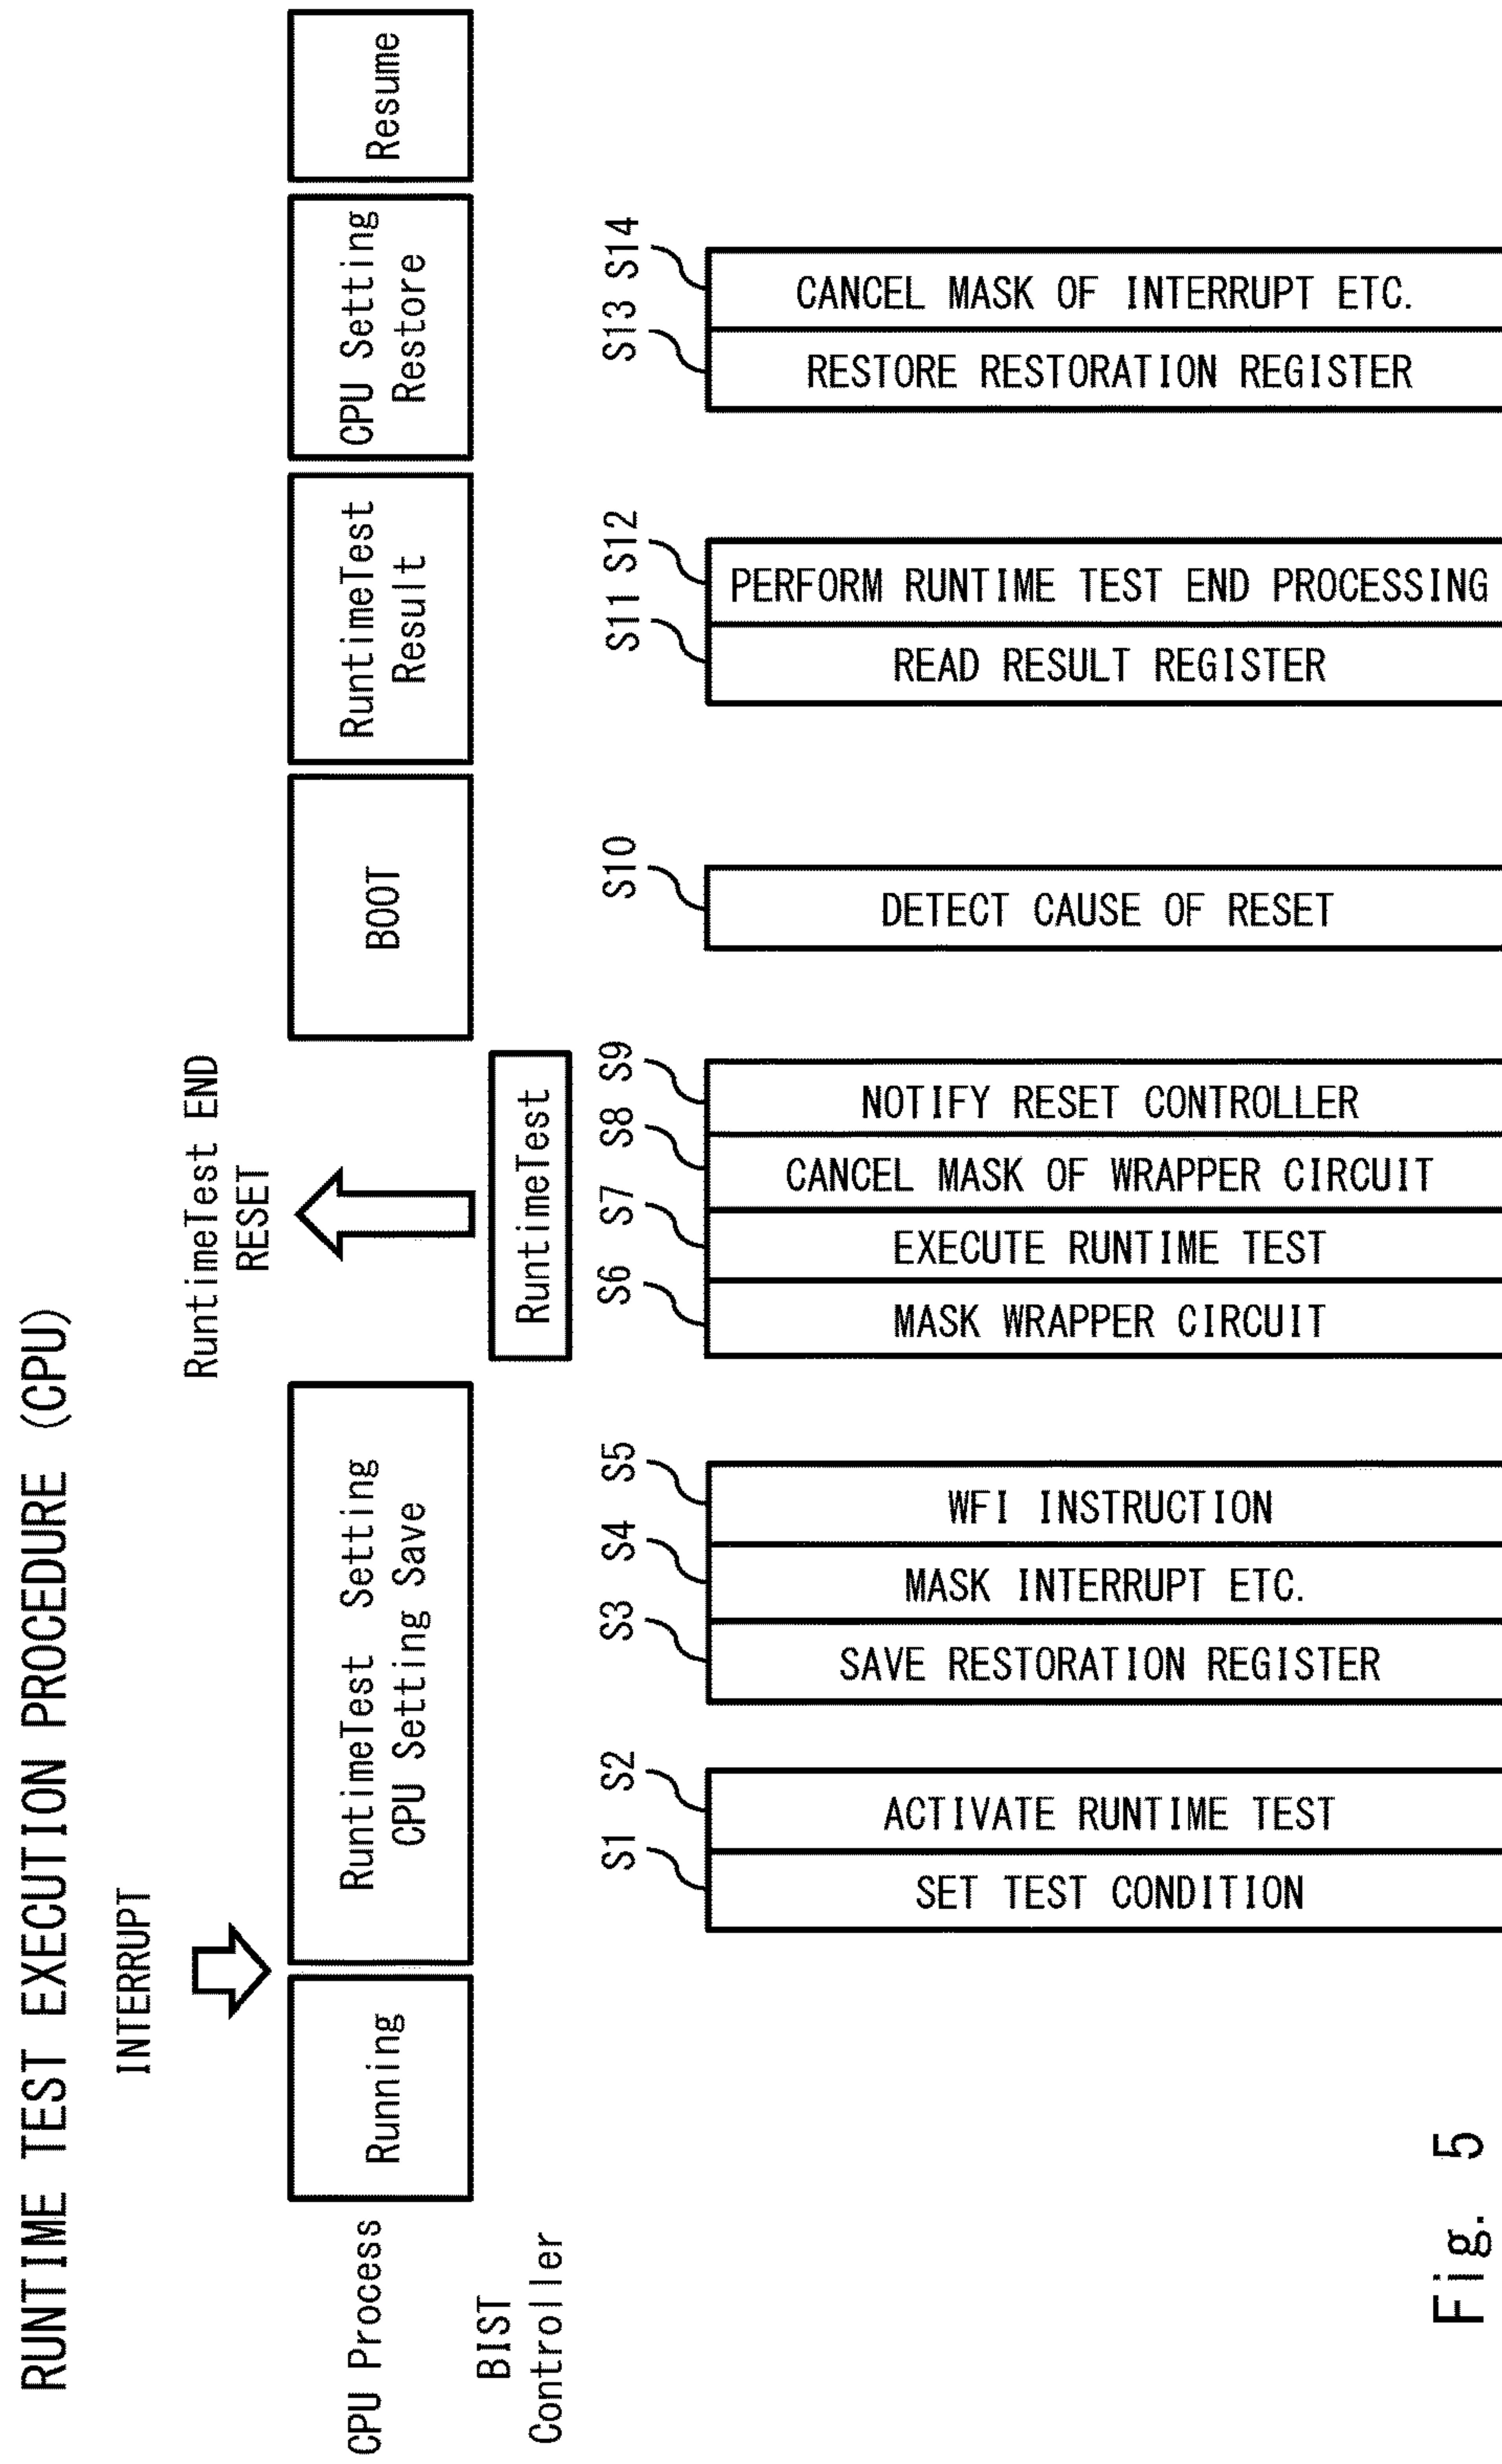 RUNTIME TEST EXECUTION PROCEDURE (CPU)
INTERRUPT
RuntimeTest END
RESET
CPU Process
Running
RuntimeTest Setting
CPU Setting Save
BOOT
RuntimeTest
Result
CPU Setting
Restore
Resume
BIST
Controller
RuntimeTest
S1
SET TEST CONDITION
S2
ACTIVATE RUNTIME TEST
S3
SAVE RESTORATION REGISTER
S4
MASK INTERRUPT ETC.
S5
WFI INSTRUCTION
S6
MASK WRAPPER CIRCUIT
S7
EXECUTE RUNTIME TEST
S8
CANCEL MASK OF WRAPPER CIRCUIT
S9
NOTIFY RESET CONTROLLER
S10
DETECT CAUSE OF RESET
S11
READ RESULT REGISTER
S12
PERFORM RUNTIME TEST END PROCESSING
S13
RESTORE RESTORATION REGISTER
S14
CANCEL MASK OF INTERRUPT ETC.
Fig. 5